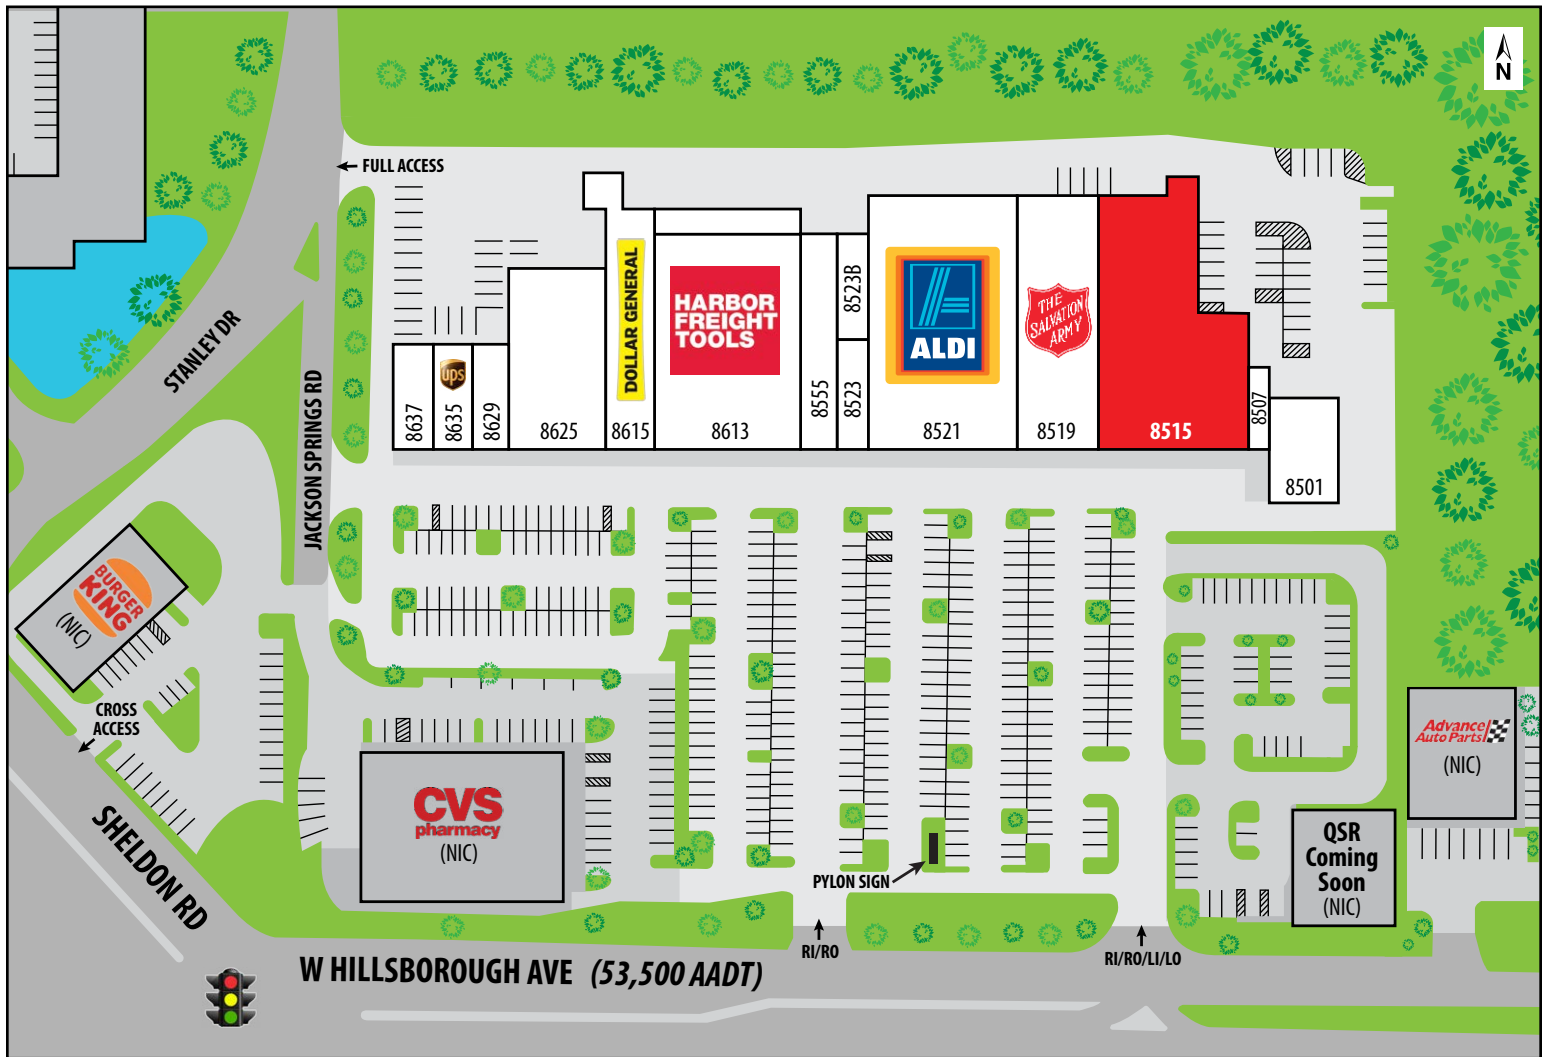 N
FULL ACCESS
STANLEY DR
JACKSON SPRINGS RD
8637
ups
8635
8629
8625
DOLLAR GENERAL
8615
HARBOR
FREIGHT
TOOLS
8613
8555
8523B
8523
ALDI
8521
THE
SALVATION
ARMY
8519
8515
8507
8501
BURGER
KING
(NIC)
CROSS
ACCESS
SHELDON RD
CVS
pharmacy
(NIC)
PYLON SIGN
Advance
Auto Parts
(NIC)
QSR
Coming
Soon
(NIC)
RI/RO
RI/RO/LI/LO
W HILLSBOROUGH AVE (53,500 AADT)